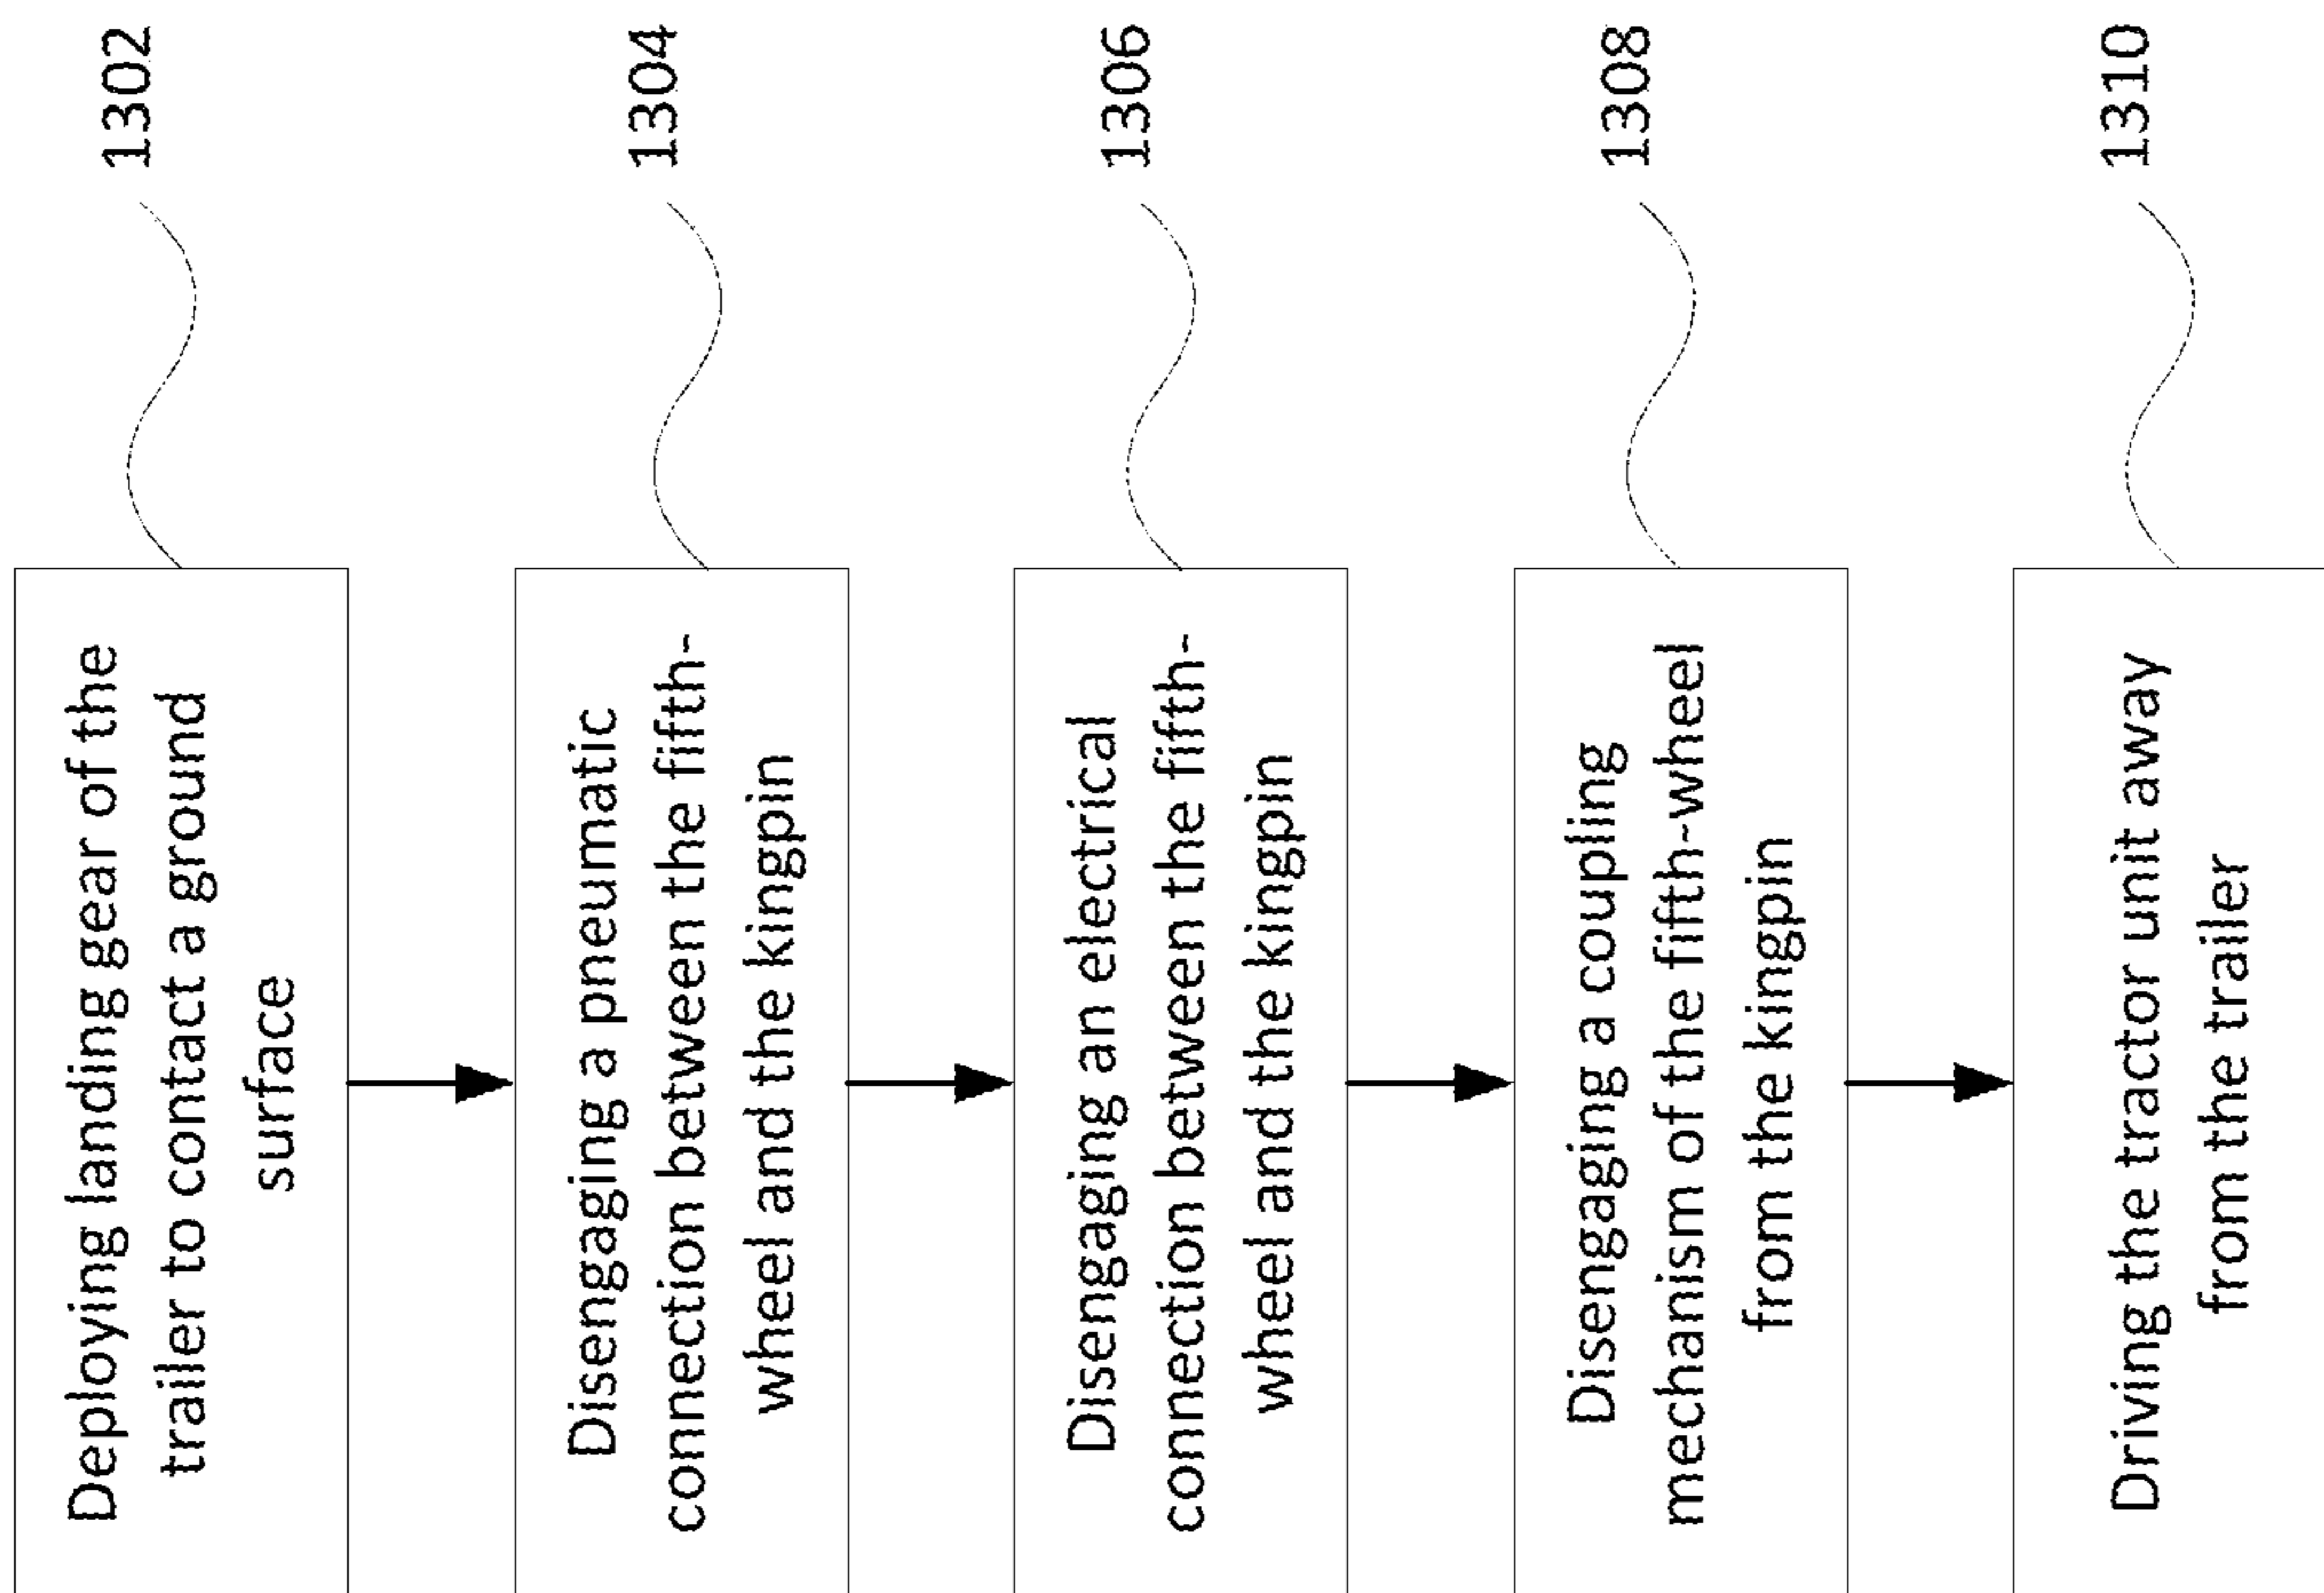 Deploying landing gear of the
trailer to contact a ground
surface
1302
Disengaging a pneumatic
connection between the fifth-
wheel and the kingpin
1304
Disengaging an electrical
connection between the fifth-
wheel and the kingpin
1306
Disengaging a coupling
mechanism of the fifth-wheel
from the kingpin
1308
Driving the tractor unit away
from the trailer
1310